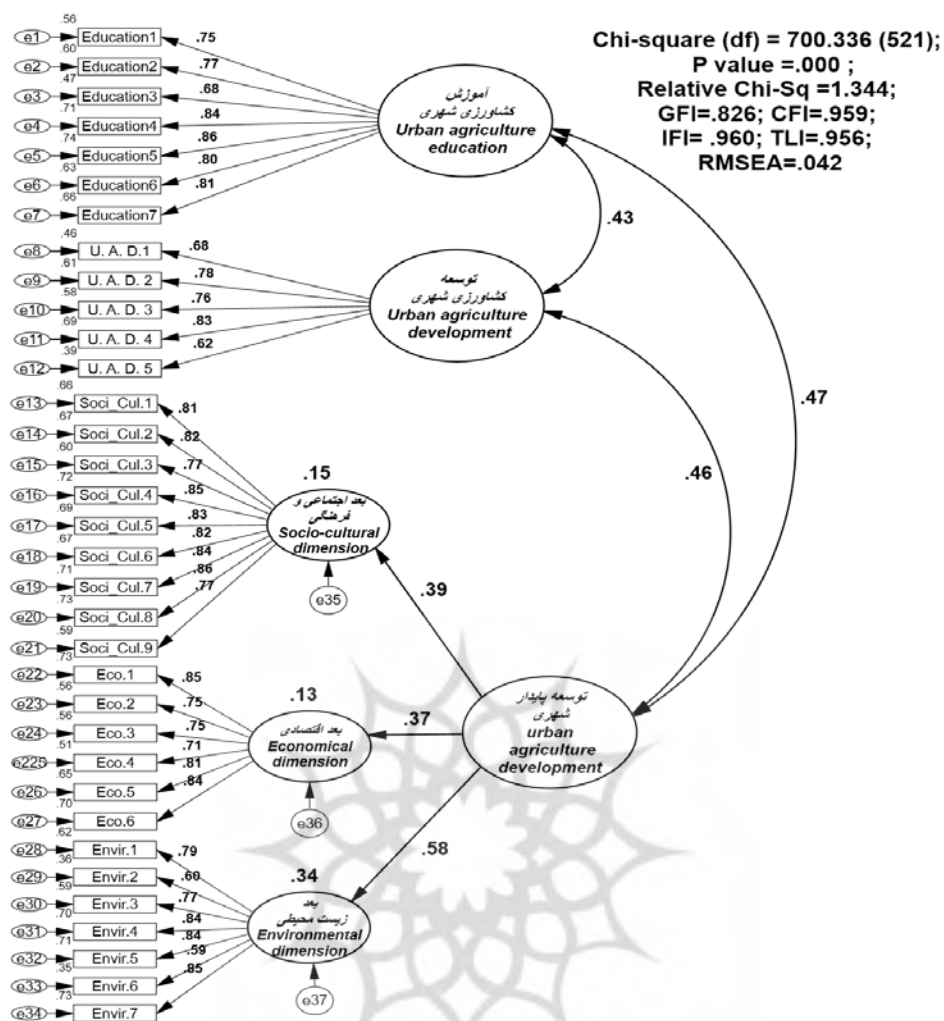 Chi-square (df) = 700.336 (521);
P value =.000 ;
Relative Chi-Sq =1.344;
GFI=.826; CFI=.959;
IFI= .960; TLI=.956;
RMSEA=.042
.56
e1 Education1 .75
.60
e2 Education2 .77
.47
e3 Education3 .68
.71
e4 Education4 .84
.74
e5 Education5 .86
.63
e6 Education6 .80
.66
e7 Education7 .81
آموزش
کشاورزی شهری
Urban agriculture
education
.46
e8 U. A. D.1 .68
.61
e9 U. A. D. 2 .78
.58
e10 U. A. D. 3 .76
.69
e11 U. A. D. 4 .83
.39
e12 U. A. D. 5 .62
توسعه
کشاورزی شهری
Urban agriculture
development
.43
.47
.46
.66
e13 Soci_Cul.1 .81
.67
e14 Soci_Cul.2 .82
.60
e15 Soci_Cul.3 .77
.72
e16 Soci_Cul.4 .85
.69
e17 Soci_Cul.5 .83
.67
e18 Soci_Cul.6 .82
.71
e19 Soci_Cul.7 .84
.73
e20 Soci_Cul.8 .86
.59
e21 Soci_Cul.9 .77
.15
بعد اجتماعی و
فرهنگی
Socio-cultural
dimension
e35
.39
.73
e22 Eco.1 .85
.56
e23 Eco.2 .75
.56
e24 Eco.3 .75
.51
e225 Eco.4 .71
.65
e26 Eco.5 .81
.70
e27 Eco.6 .84
.13
بعد اقتصادی
Economical
dimension
e36
.37
توسعه پایدار
شهری
urban
agriculture
development
.62
e28 Envir.1 .79
.36
e29 Envir.2 .60
.59
e30 Envir.3 .77
.70
e31 Envir.4 .84
.71
e32 Envir.5 .84
.35
e33 Envir.6 .59
.73
e34 Envir.7 .85
.34
بعد
زیست محیطی
Environmental
dimension
e37
.58